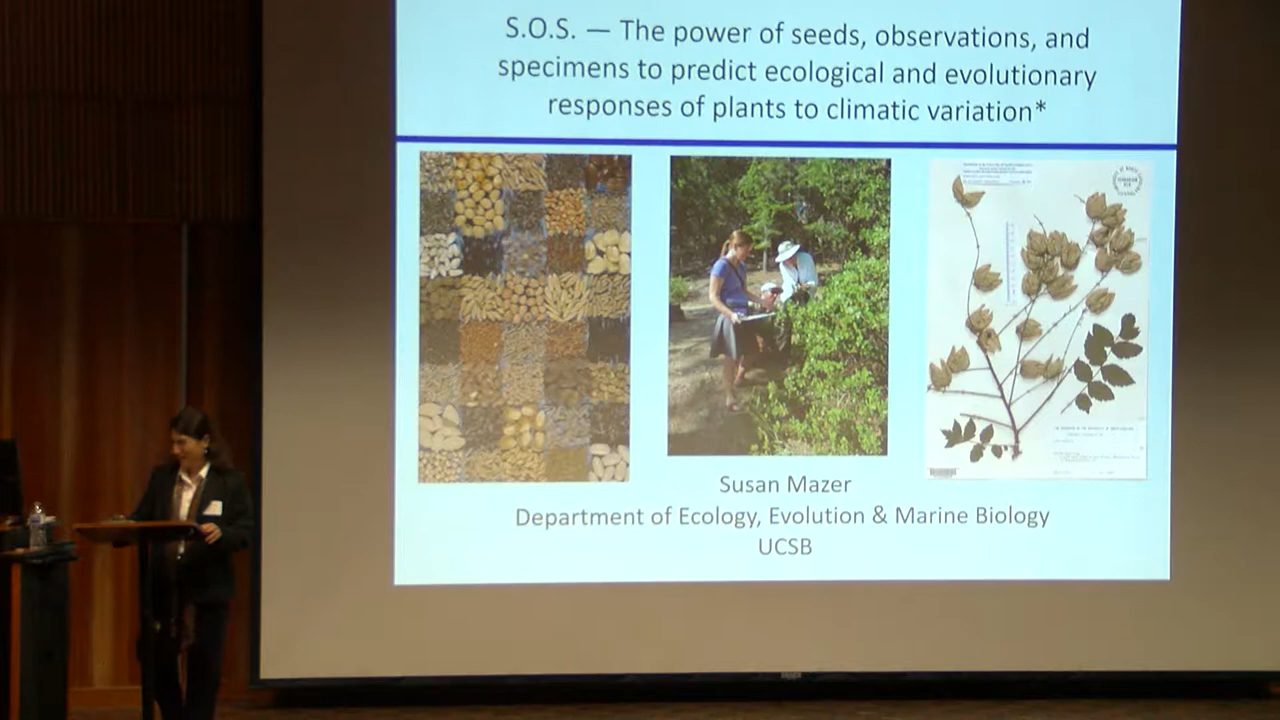 S.O.S. — The power of seeds, observations, and
specimens to predict ecological and evolutionary
responses of plants to climatic variation*
Susan Mazer
Department of Ecology, Evolution & Marine Biology
UCSB